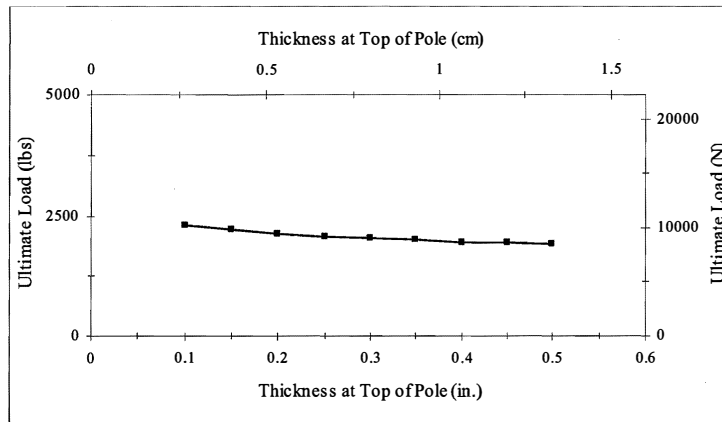 Thickness at Top of Pole (cm)
0 0.5 1 1.5
5000
2500
0
Ultimate Load (lbs)
20000
10000
0
Ultimate Load (N)
0 0.1 0.2 0.3 0.4 0.5 0.6
Thickness at Top of Pole (in.)